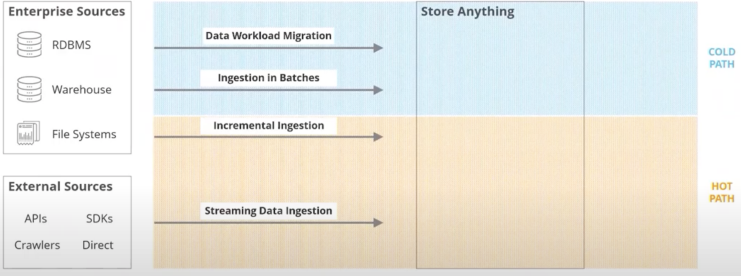 Enterprise Sources
RDBMS
Warehouse
File Systems
External Sources
APIs SDKs
Crawlers Direct
Data Workload Migration
Ingestion in Batches
Incremental Ingestion
Streaming Data Ingestion
Store Anything
COLD
PATH
HOT
PATH